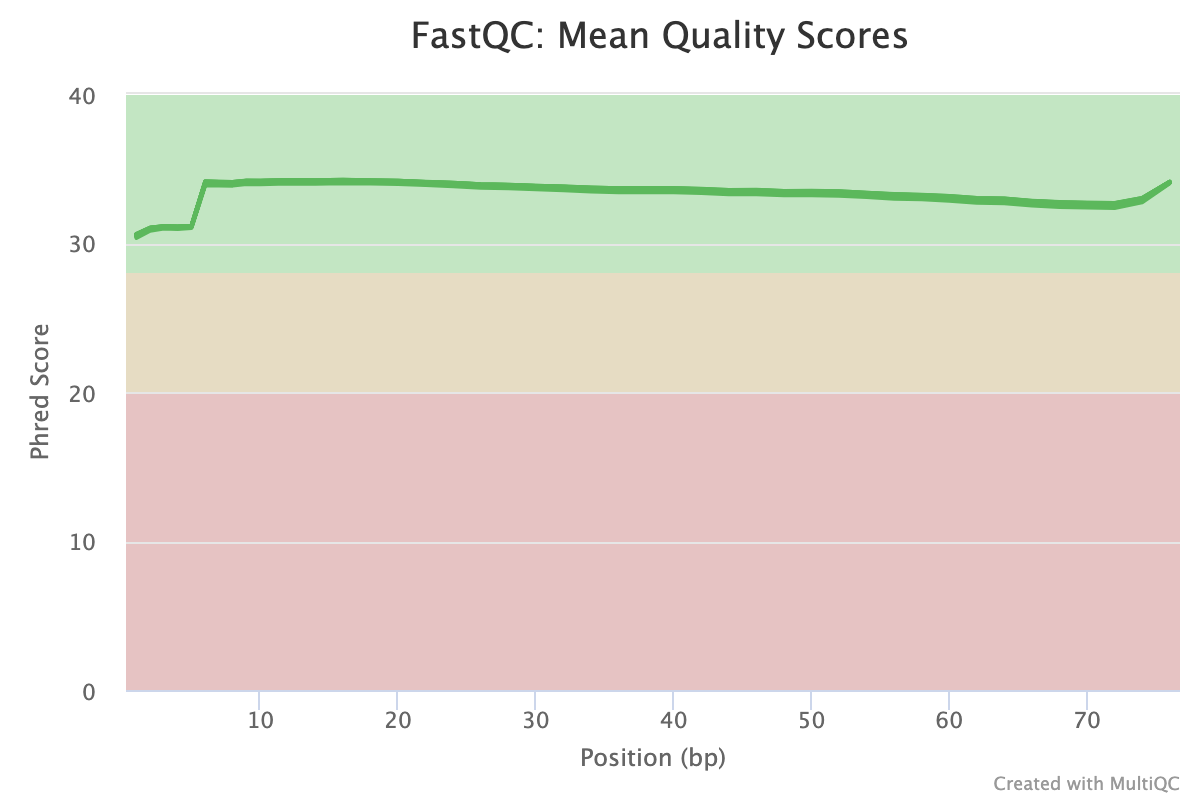 FastQC: Mean Quality Scores
40
30
20
10
0
Phred Score
10 20 30 40 50 60 70
Position (bp)
Created with MultiQC